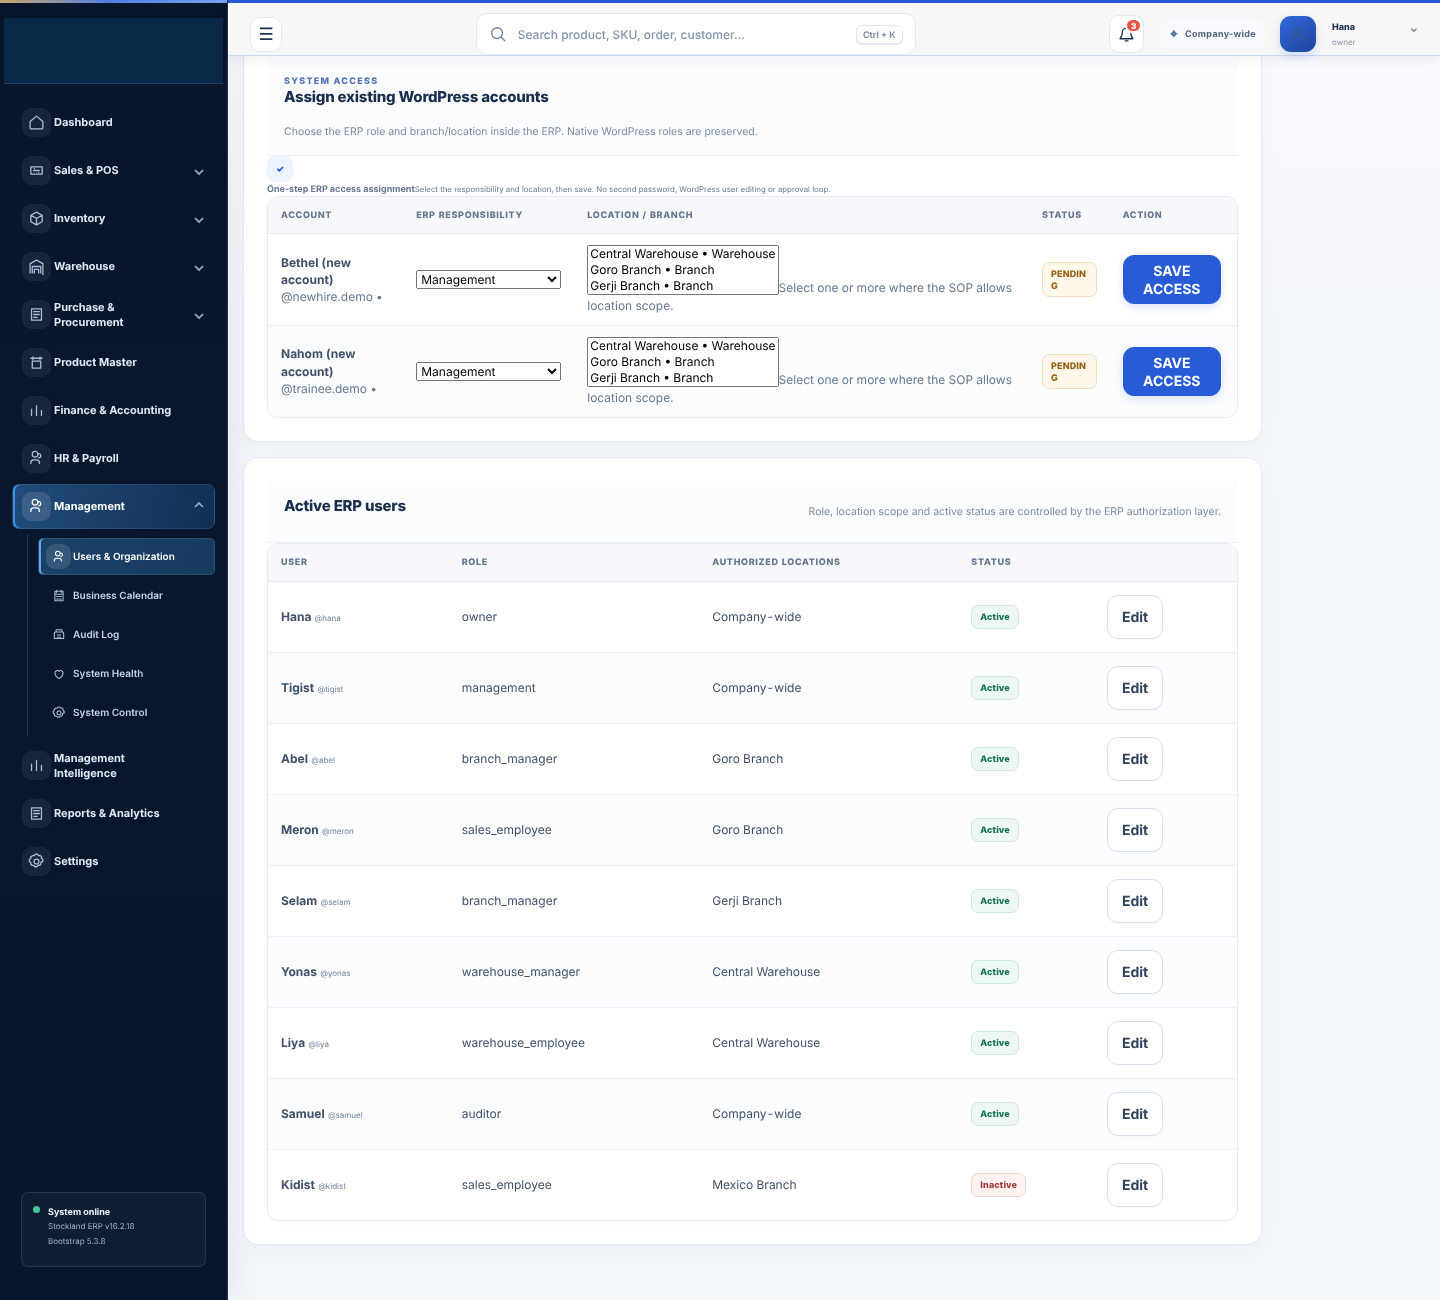 Search product, SKU, order, customer...
Ctrl + K
3
Company-wide
Hana
owner
Dashboard
Sales & POS
Inventory
Warehouse
Purchase &
Procurement
Product Master
Finance & Accounting
HR & Payroll
Management
Users & Organization
Business Calendar
Audit Log
System Health
System Control
Management
Intelligence
Reports & Analytics
Settings
System online
Stockland ERP v16.2.18
Bootstrap 5.3.8
SYSTEM ACCESS
Assign existing WordPress accounts
Choose the ERP role and branch/location inside the ERP. Native WordPress roles are preserved.
One-step ERP access assignmentSelect the responsibility and location, then save. No second password, WordPress user editing or approval loop.
ACCOUNT ERP RESPONSIBILITY LOCATION / BRANCH STATUS ACTION
Bethel (new
account)
@newhire.demo •
Management
Central Warehouse • Warehouse
Goro Branch • Branch
Gerji Branch • Branch
Select one or more where the SOP allows
location scope.
PENDIN
G
SAVE
ACCESS
Nahom (new
account)
@trainee.demo •
Management
Central Warehouse • Warehouse
Goro Branch • Branch
Gerji Branch • Branch
Select one or more where the SOP allows
location scope.
PENDIN
G
SAVE
ACCESS
Active ERP users
Role, location scope and active status are controlled by the ERP authorization layer.
USER ROLE AUTHORIZED LOCATIONS STATUS
Hana @hana owner Company-wide Active Edit
Tigist @tigist management Company-wide Active Edit
Abel @abel branch_manager Goro Branch Active Edit
Meron @meron sales_employee Goro Branch Active Edit
Selam @selam branch_manager Gerji Branch Active Edit
Yonas @yonas warehouse_manager Central Warehouse Active Edit
Liya @liya warehouse_employee Central Warehouse Active Edit
Samuel @samuel auditor Company-wide Active Edit
Kidist @kidist sales_employee Mexico Branch Inactive Edit